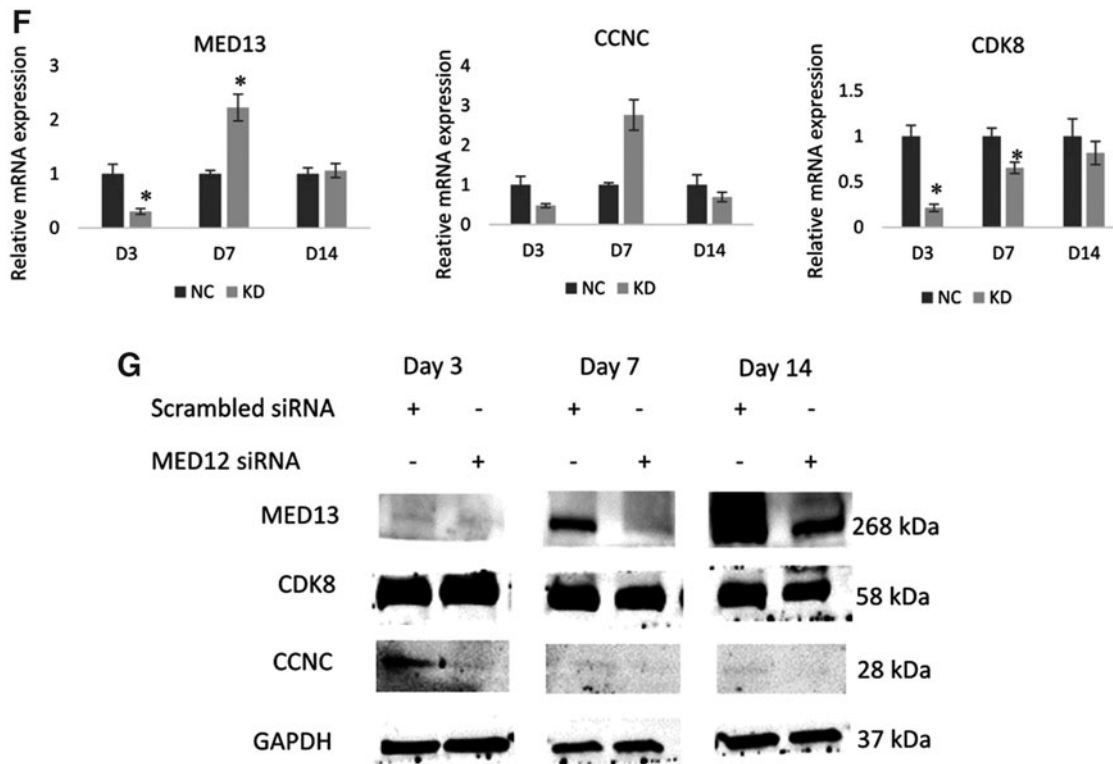 F
MED13
Relative mRNA expression
3
2
1
0
*
*
D3 D7 D14
NC KD
CCNC
Relative mRNA expression
4
3
2
1
0
D3 D7 D14
NC KD
CDK8
Relative mRNA expression
1.5
1
0.5
0
*
*
D3 D7 D14
NC KD
G
Day 3 Day 7 Day 14
Scrambled siRNA + - + - + -
MED12 siRNA - + - + - +
MED13 268 kDa
CDK8 58 kDa
CCNC 28 kDa
GAPDH 37 kDa